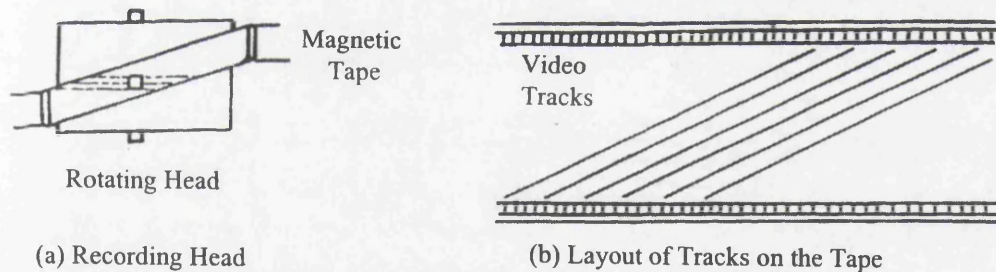 Magnetic
Tape
Rotating Head
(a) Recording Head
Video
Tracks
(b) Layout of Tracks on the Tape